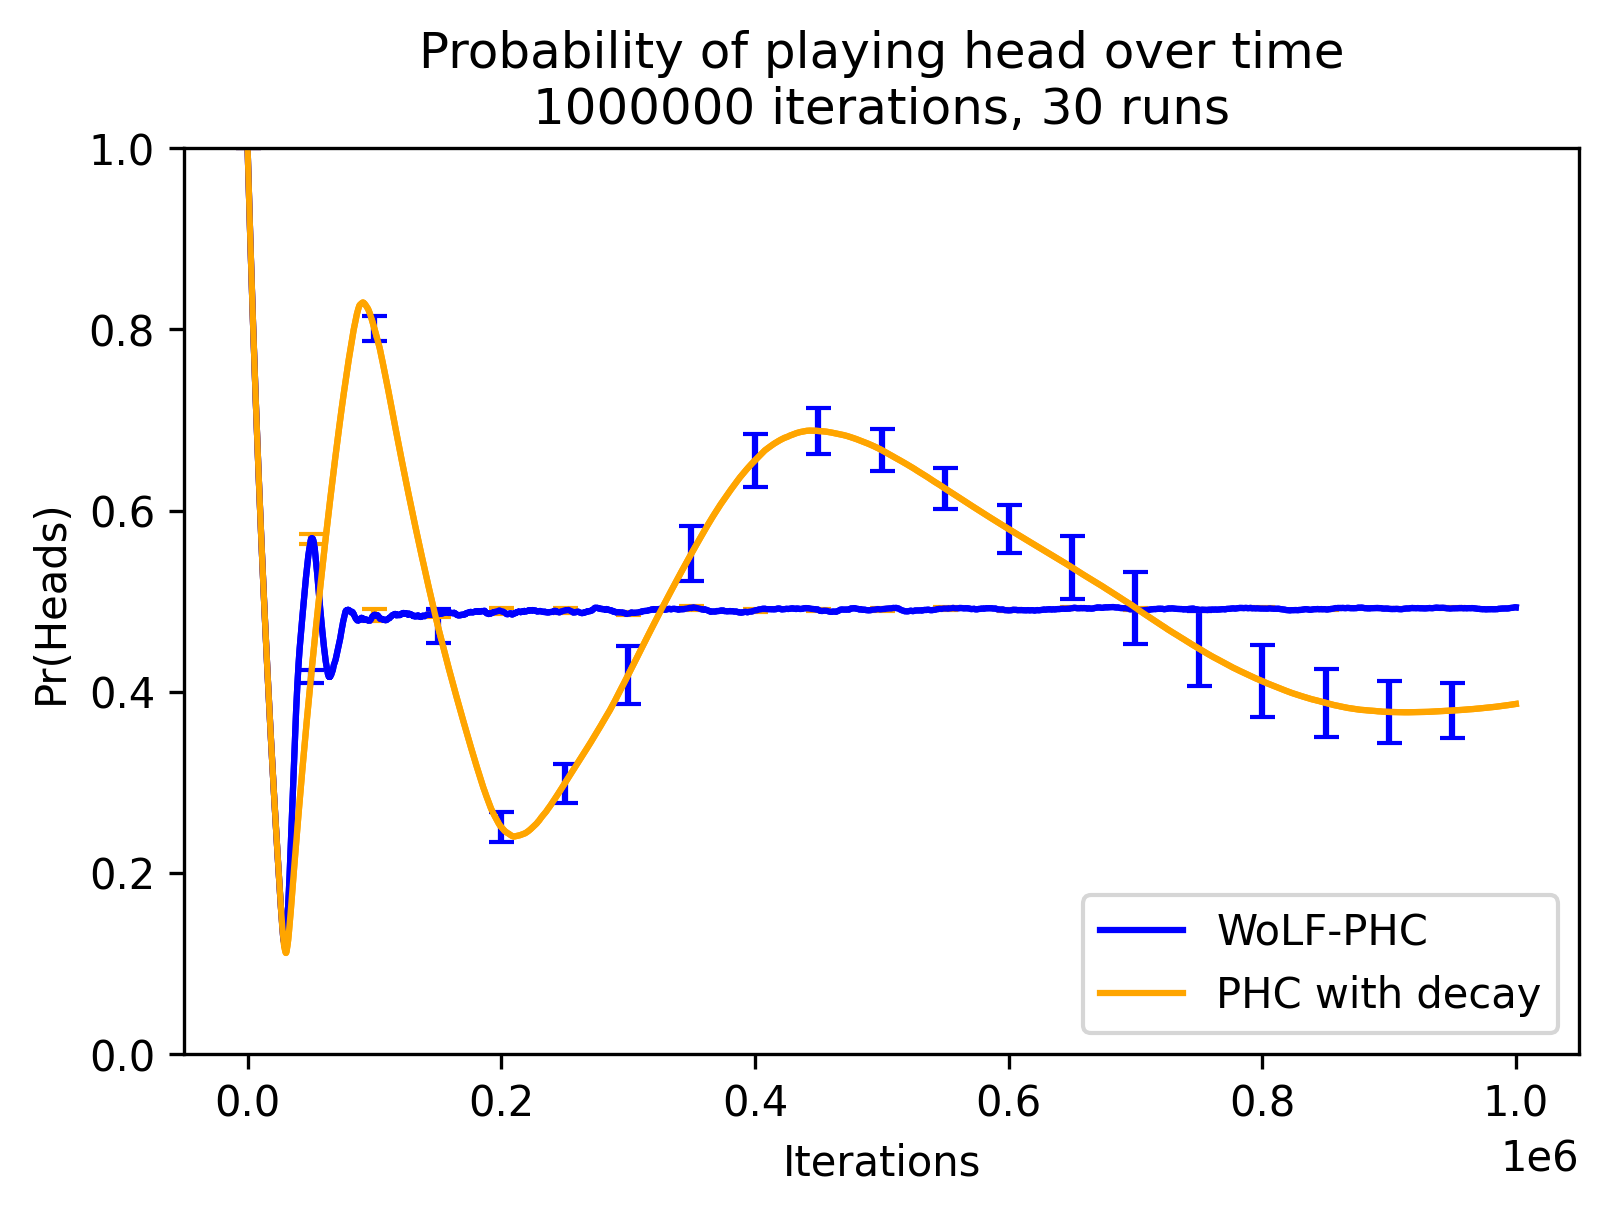 Probability of playing head over time
1000000 iterations, 30 runs
Pr(Heads)
1.0
0.8
0.6
0.4
0.2
0.0
WoLF-PHC
PHC with decay
0.0 0.2 0.4 0.6 0.8 1.0
1e6
Iterations